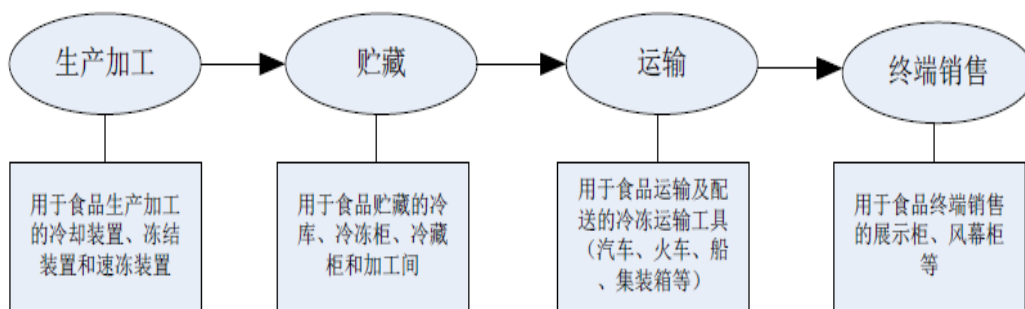 生产加工
贮藏
运输
终端销售
用于食品生产加工
的冷却装置、冻结
装置和速冻装置
用于食品贮藏的冷
库、冷冻柜、冷藏
柜和加工间
用于食品运输及配
送的冷冻运输工具
（汽车、火车、船
、集装箱等）
用于食品终端销售
的展示柜、风幕柜
等